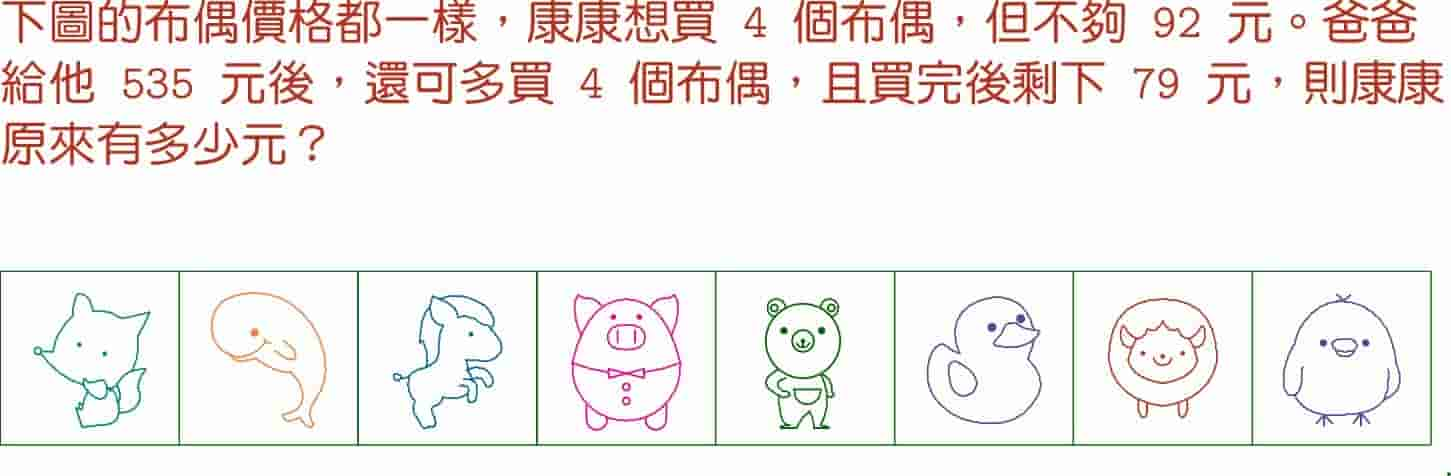 下圖的布偶價格都一樣，康康想買 4 個布偶，但不夠 92 元。爸爸
給他 535 元後，還可多買 4 個布偶，且買完後剩下 79 元，則康康
原來有多少元？